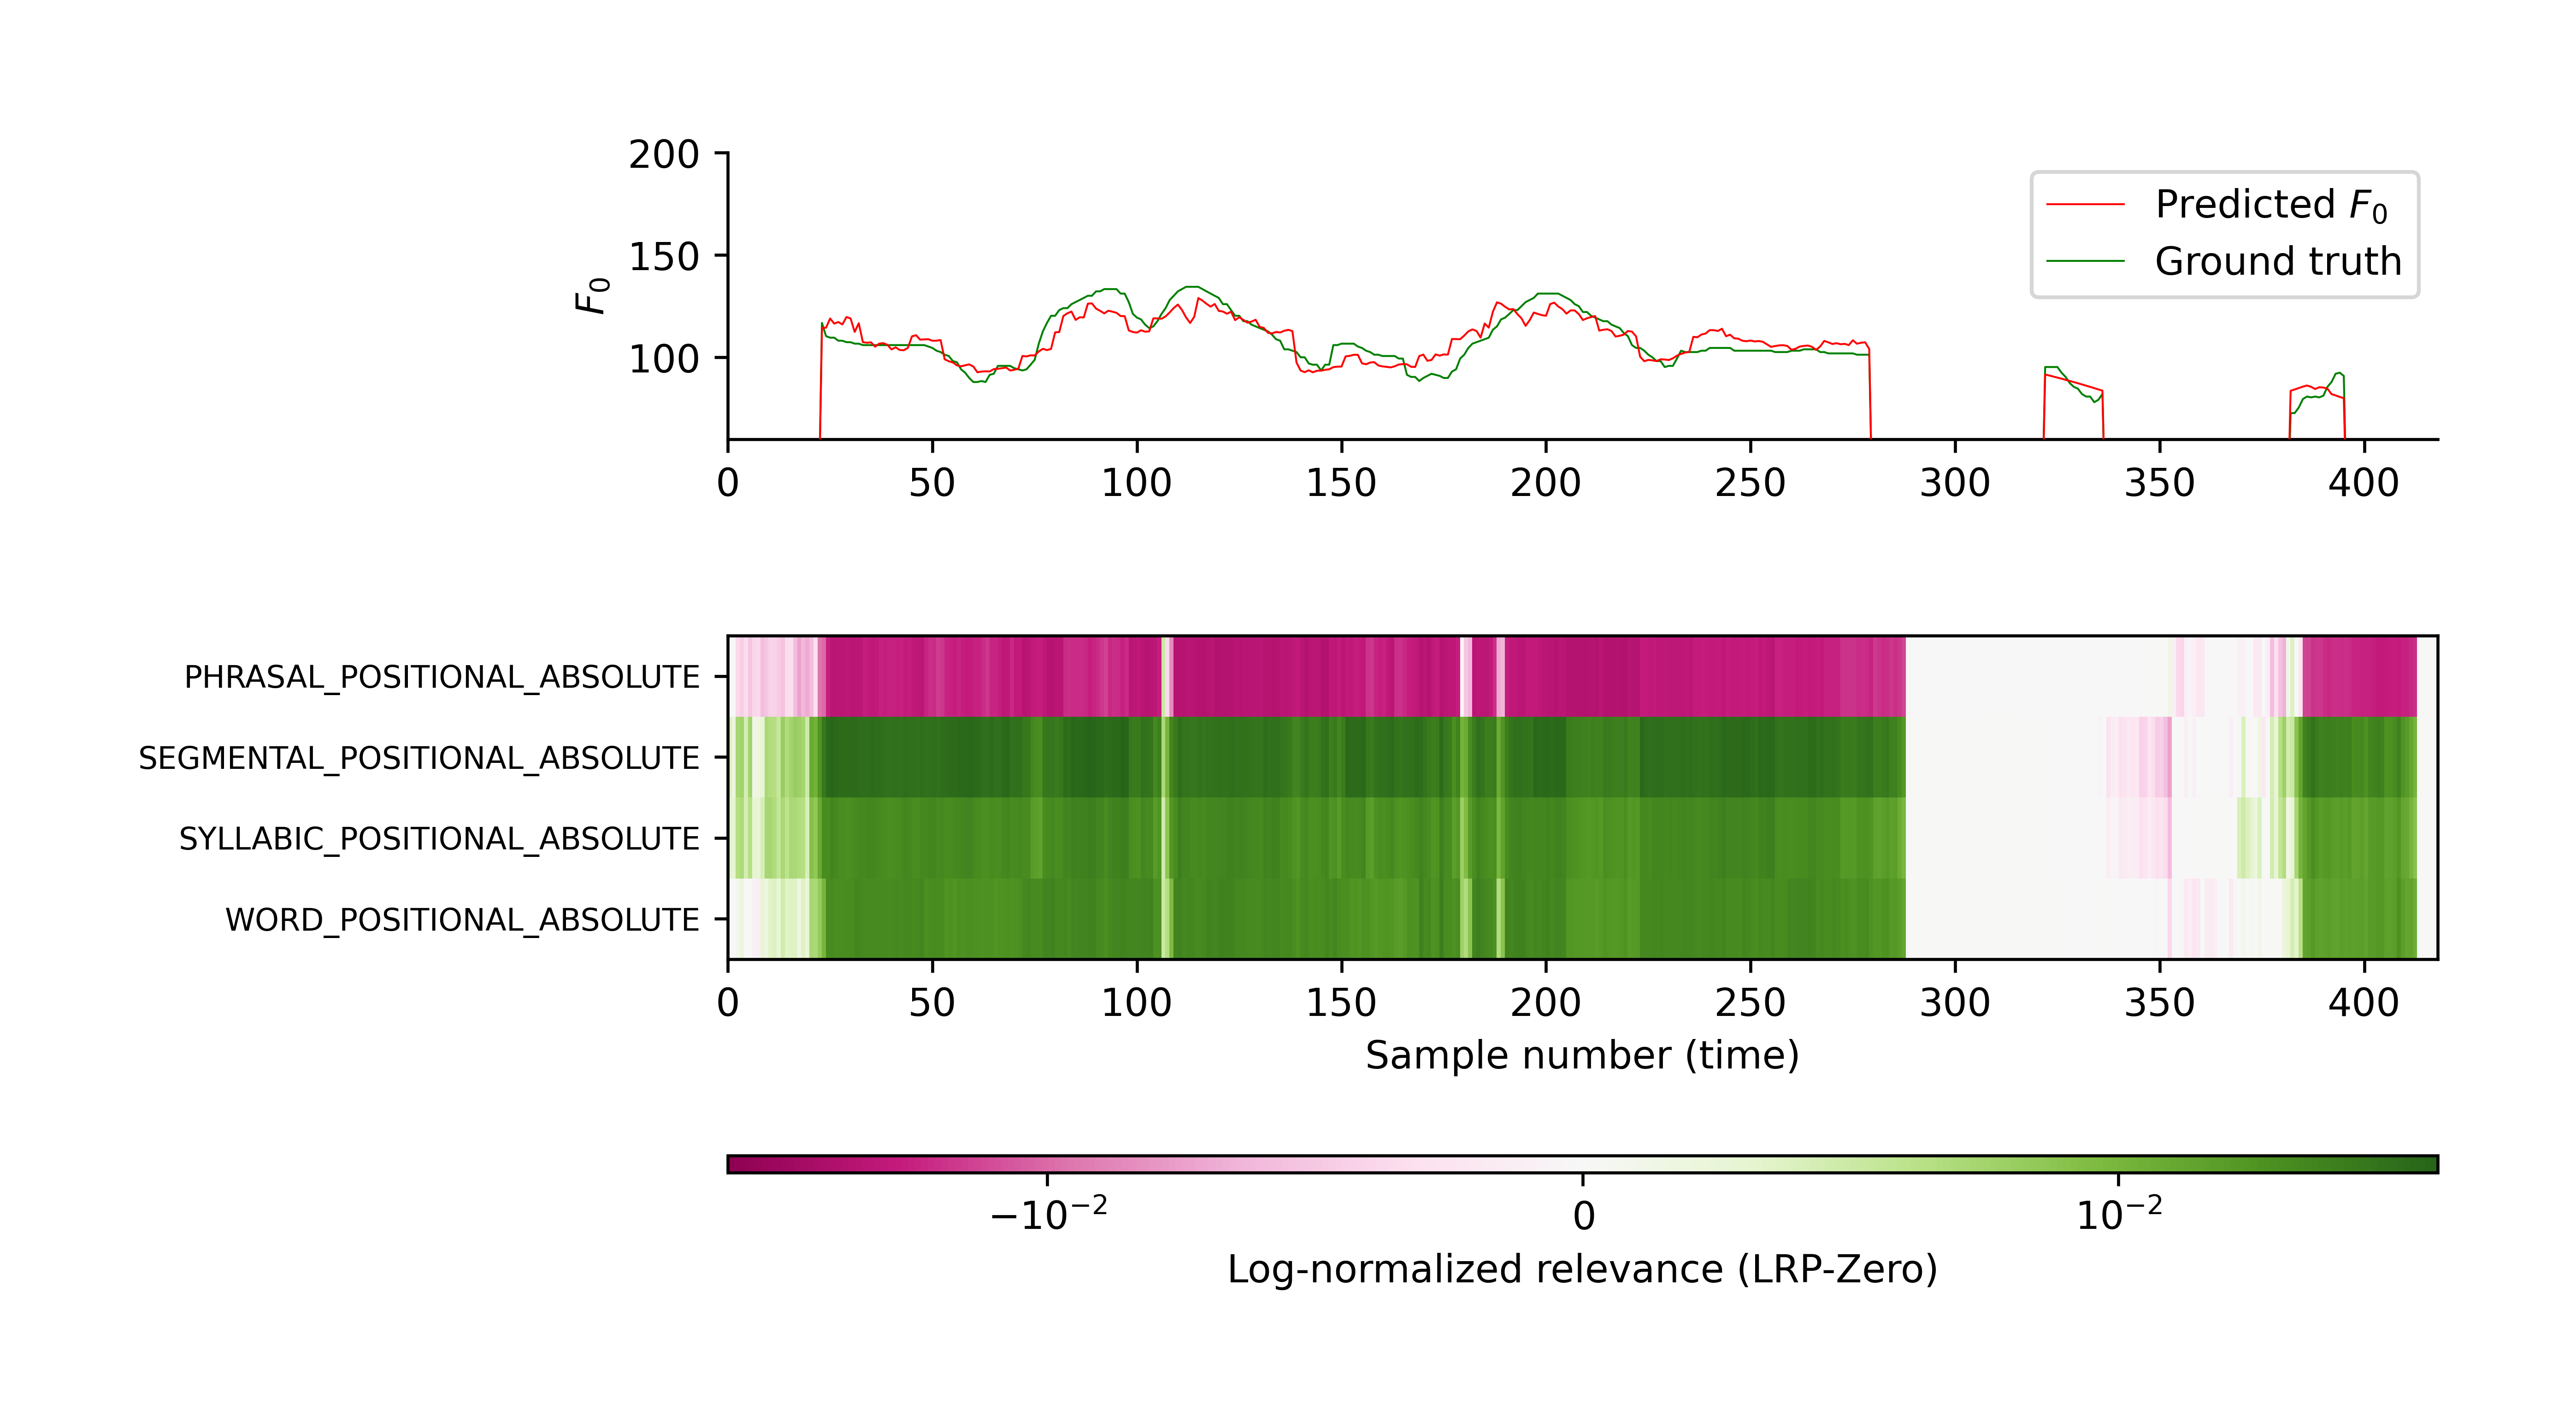 200
150
100
F₀
Predicted F₀
Ground truth
0 50 100 150 200 250 300 350 400
PHRASAL_POSITIONAL_ABSOLUTE
SEGMENTAL_POSITIONAL_ABSOLUTE
SYLLABIC_POSITIONAL_ABSOLUTE
WORD_POSITIONAL_ABSOLUTE
0 50 100 150 200 250 300 350 400
Sample number (time)
−10⁻² 0 10⁻²
Log-normalized relevance (LRP-Zero)